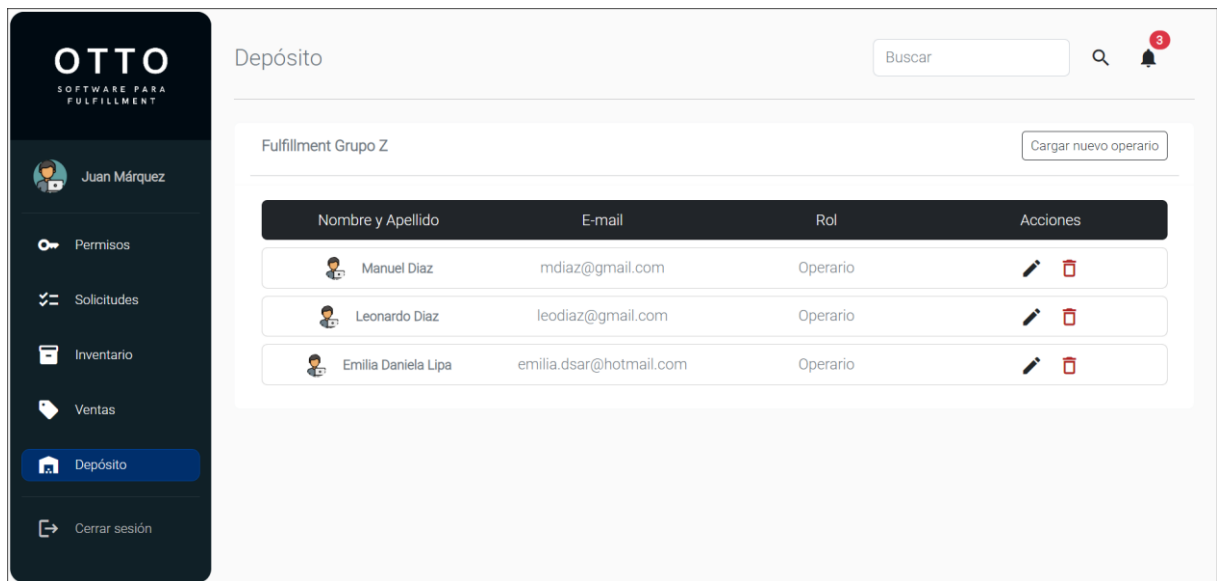 OTTO
SOFTWARE PARA
FULFILLMENT
Juan Márquez
Permisos
Solicitudes
Inventario
Ventas
Depósito
Cerrar sesión
Depósito
Buscar
3
Fulfillment Grupo Z
Cargar nuevo operario
Nombre y Apellido E-mail Rol Acciones
Manuel Diaz mdiaz@gmail.com Operario
Leonardo Diaz leodiaz@gmail.com Operario
Emilia Daniela Lipa emilia.dsar@hotmail.com Operario